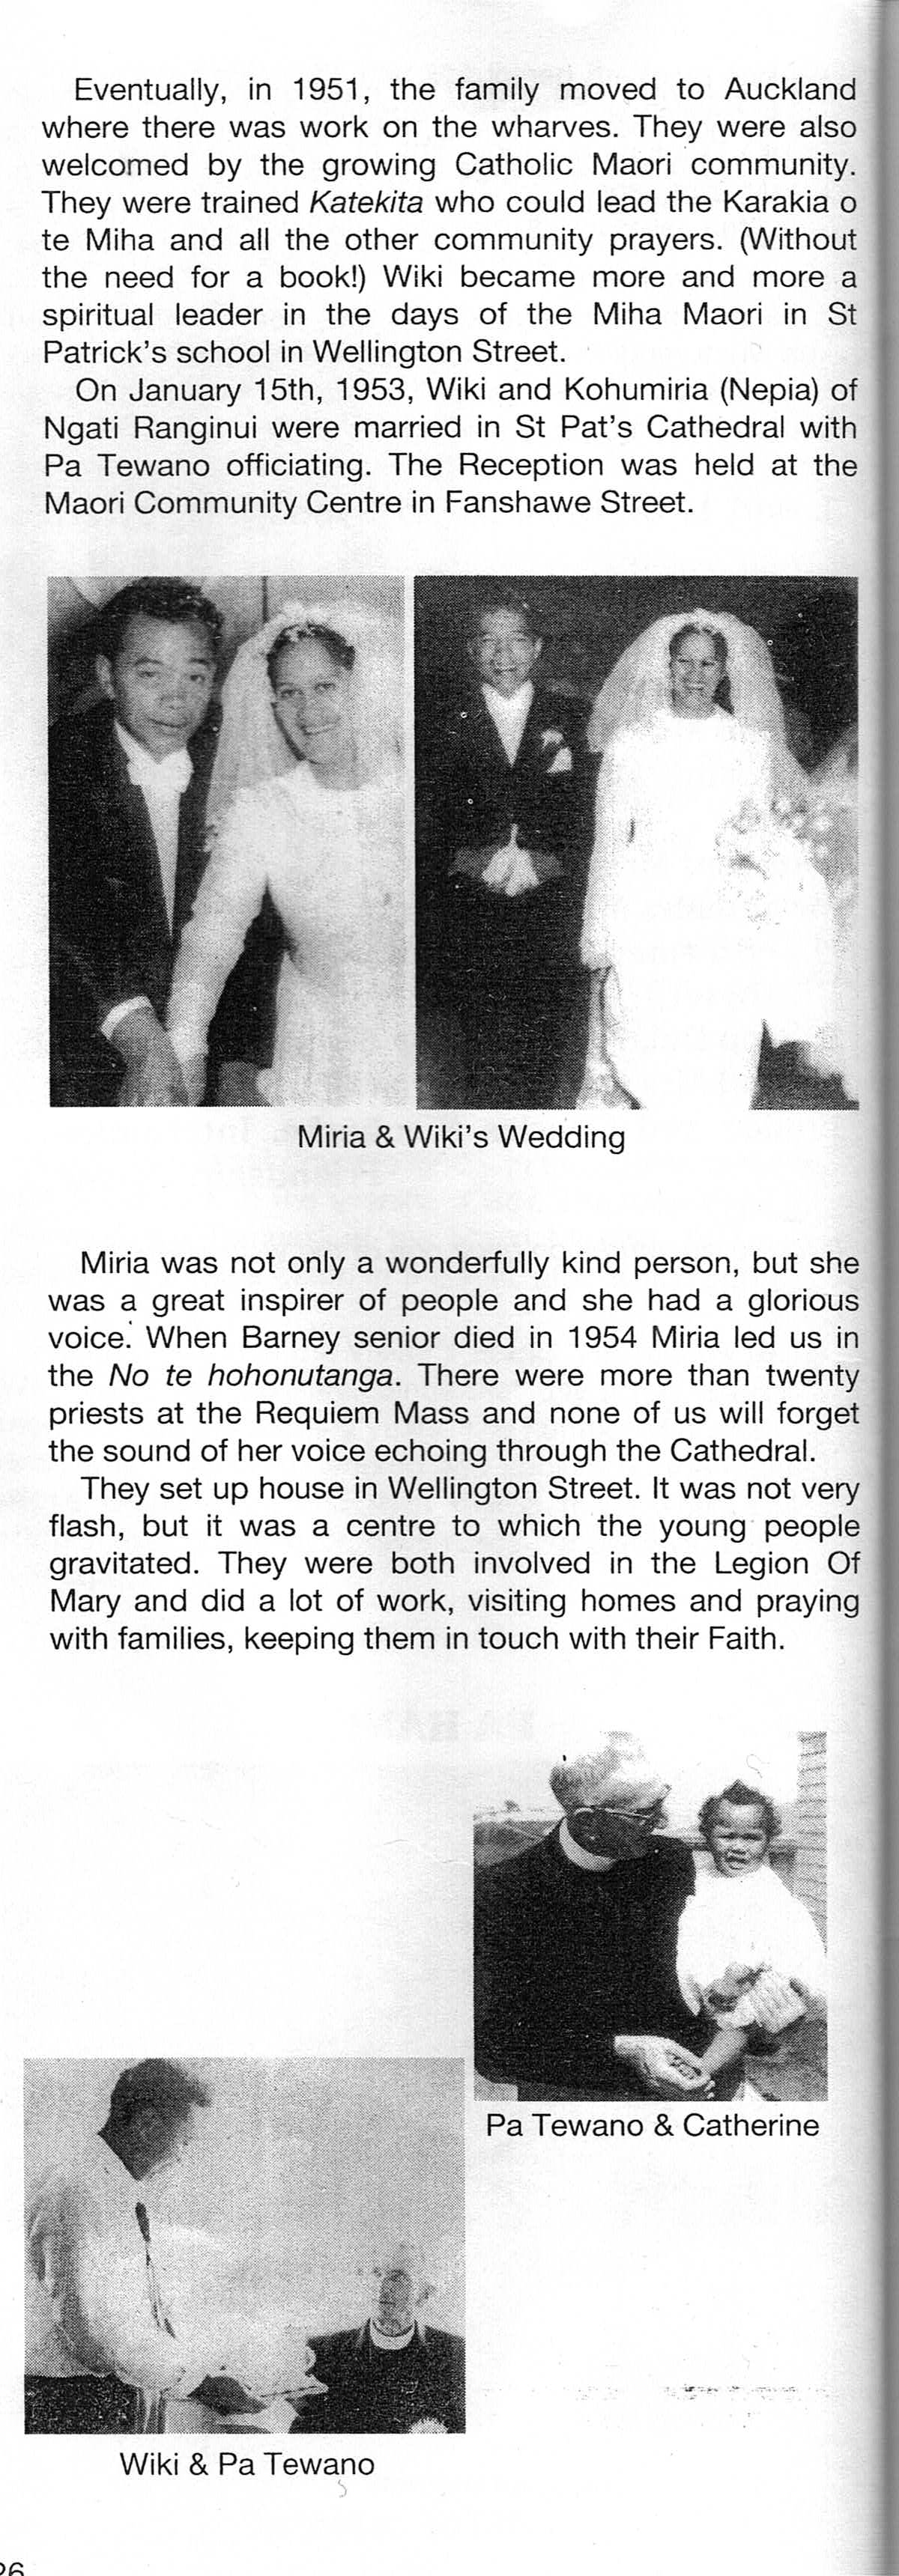 Eventually, in 1951, the family moved to Auckland
where there was work on the wharves. They were also
welcomed by the growing Catholic Maori community.
They were trained Katekita who could lead the Karakia o
te Miha and all the other community prayers. (Without
the need for a book!) Wiki became more and more a
spiritual leader in the days of the Miha Maori in St
Patrick's school in Wellington Street.
On January 15th, 1953, Wiki and Kohumiria (Nepia) of
Ngati Ranginui were married in St Pat's Cathedral with
Pa Tewano officiating. The Reception was held at the
Maori Community Centre in Fanshawe Street.
Miria & Wiki's Wedding
Miria was not only a wonderfully kind person, but she
was a great inspirer of people and she had a glorious
voice. When Barney senior died in 1954 Miria led us in
the No te hohonutanga. There were more than twenty
priests at the Requiem Mass and none of us will forget
the sound of her voice echoing through the Cathedral.
They set up house in Wellington Street. It was not very
flash, but it was a centre to which the young people
gravitated. They were both involved in the Legion Of
Mary and did a lot of work, visiting homes and praying
with families, keeping them in touch with their Faith.
Pa Tewano & Catherine
Wiki & Pa Tewano
26